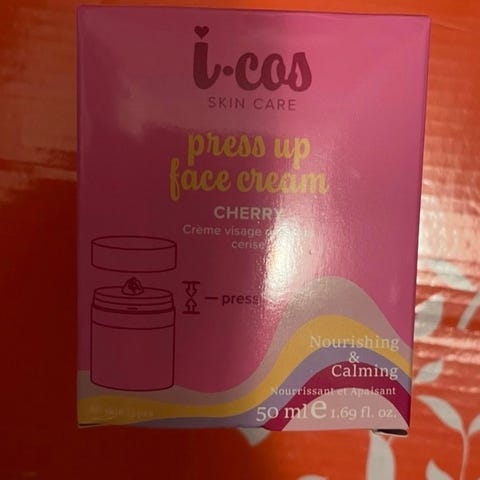 i·cos
SKIN CARE
press up
face cream
CHERRY
Crème visage
cerise
press
Nourishing
&
Calming
Nourrissant et Apaisant
50 ml e 1.69 fl. oz.